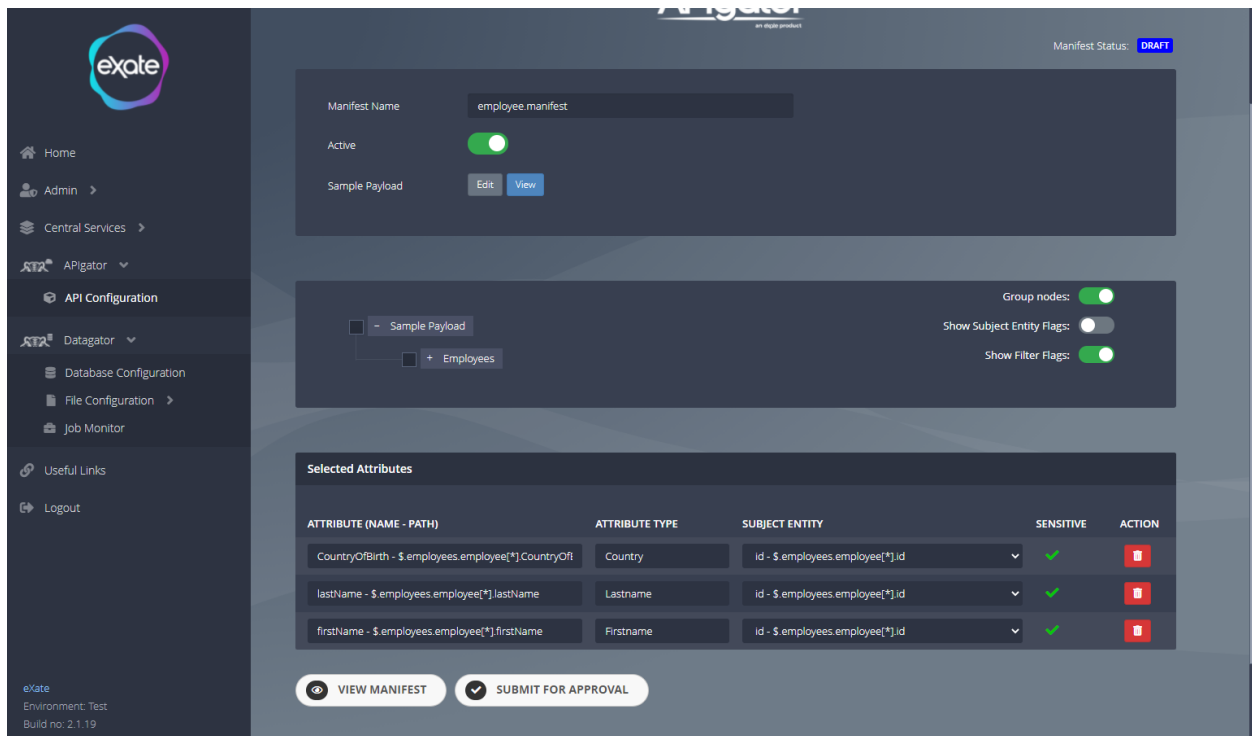 eXate
Home
Admin
Central Services
APIgator
API Configuration
Datagator
Database Configuration
File Configuration
Job Monitor
Useful Links
Logout
eXate
Environment: Test
Build no: 2.1.19
an eXate product
Manifest Status: DRAFT
Manifest Name employee.manifest
Active
Sample Payload Edit View
Group nodes:
− Sample Payload
Show Subject Entity Flags:
+ Employees
Show Filter Flags:
Selected Attributes
ATTRIBUTE (NAME - PATH) ATTRIBUTE TYPE SUBJECT ENTITY SENSITIVE ACTION
CountryOfBirth - $.employees.employee[*].CountryOf Country id - $.employees.employee[*].id
lastName - $.employees.employee[*].lastName Lastname id - $.employees.employee[*].id
firstName - $.employees.employee[*].firstName Firstname id - $.employees.employee[*].id
VIEW MANIFEST SUBMIT FOR APPROVAL